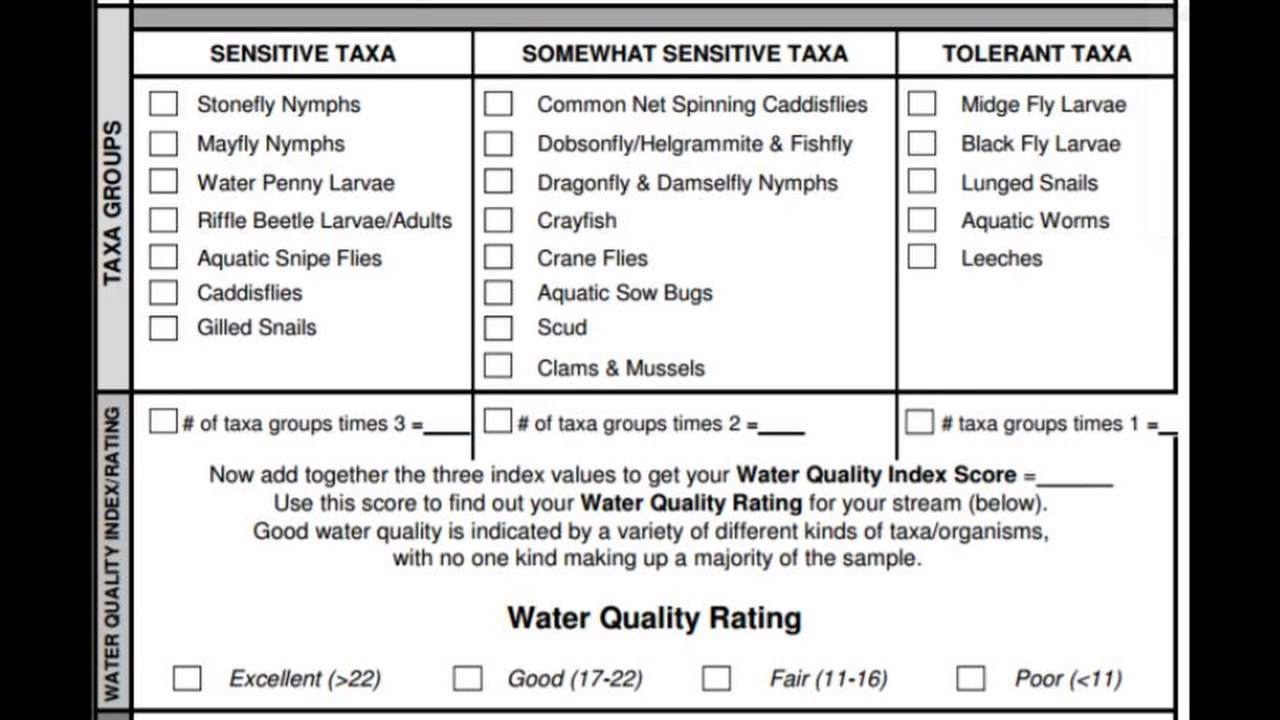 SENSITIVE TAXA
SOMEWHAT SENSITIVE TAXA
TOLERANT TAXA
TAXA GROUPS
Stonefly Nymphs
Mayfly Nymphs
Water Penny Larvae
Riffle Beetle Larvae/Adults
Aquatic Snipe Flies
Caddisflies
Gilled Snails
Common Net Spinning Caddisflies
Dobsonfly/Helgrammite & Fishfly
Dragonfly & Damselfly Nymphs
Crayfish
Crane Flies
Aquatic Sow Bugs
Scud
Clams & Mussels
Midge Fly Larvae
Black Fly Larvae
Lunged Snails
Aquatic Worms
Leeches
WATER QUALITY INDEX/RATING
# of taxa groups times 3 =____
# of taxa groups times 2 =____
# taxa groups times 1 =__
Now add together the three index values to get your Water Quality Index Score =______
Use this score to find out your Water Quality Rating for your stream (below).
Good water quality is indicated by a variety of different kinds of taxa/organisms,
with no one kind making up a majority of the sample.
Water Quality Rating
Excellent (>22)
Good (17-22)
Fair (11-16)
Poor (<11)